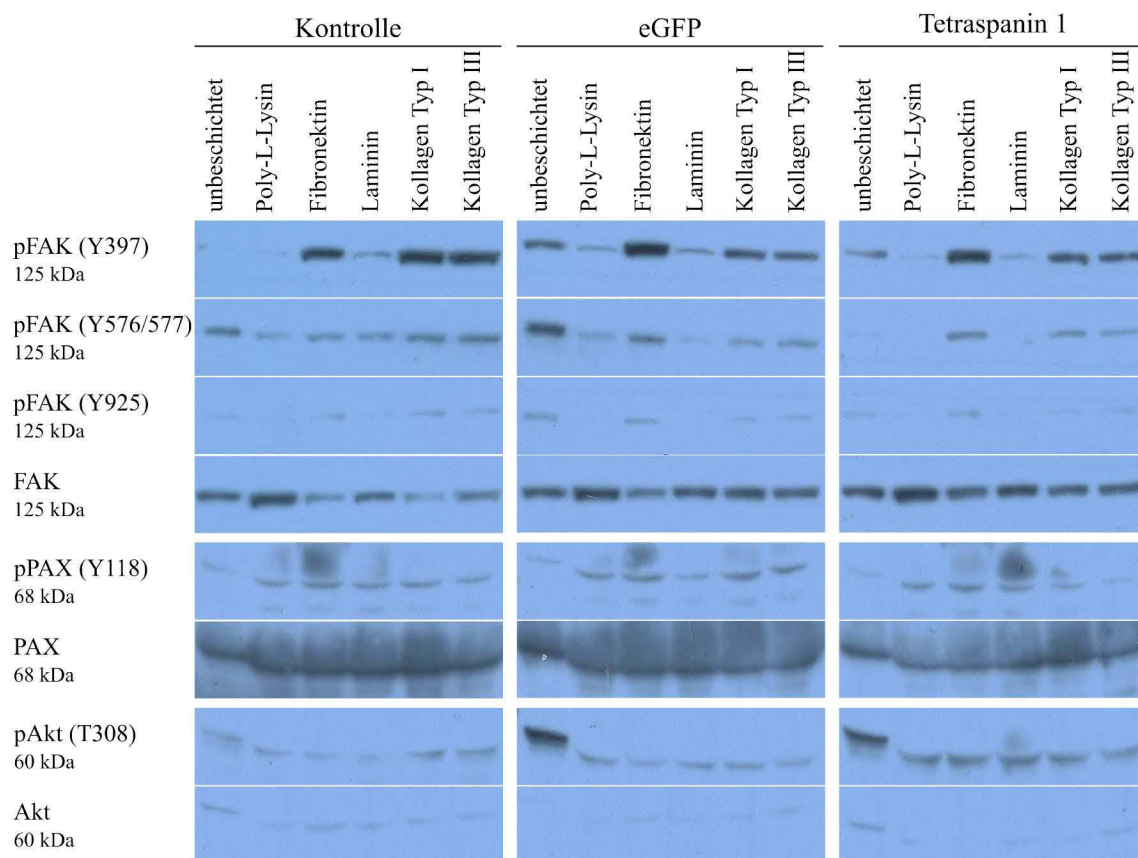 Kontrolle
eGFP
Tetraspanin 1
unbeschichtet
Poly-L-Lysin
Fibronektin
Laminin
Kollagen Typ I
Kollagen Typ III
unbeschichtet
Poly-L-Lysin
Fibronektin
Laminin
Kollagen Typ I
Kollagen Typ III
unbeschichtet
Poly-L-Lysin
Fibronektin
Laminin
Kollagen Typ I
Kollagen Typ III
pFAK (Y397)
125 kDa
pFAK (Y576/577)
125 kDa
pFAK (Y925)
125 kDa
FAK
125 kDa
pPAX (Y118)
68 kDa
PAX
68 kDa
pAkt (T308)
60 kDa
Akt
60 kDa